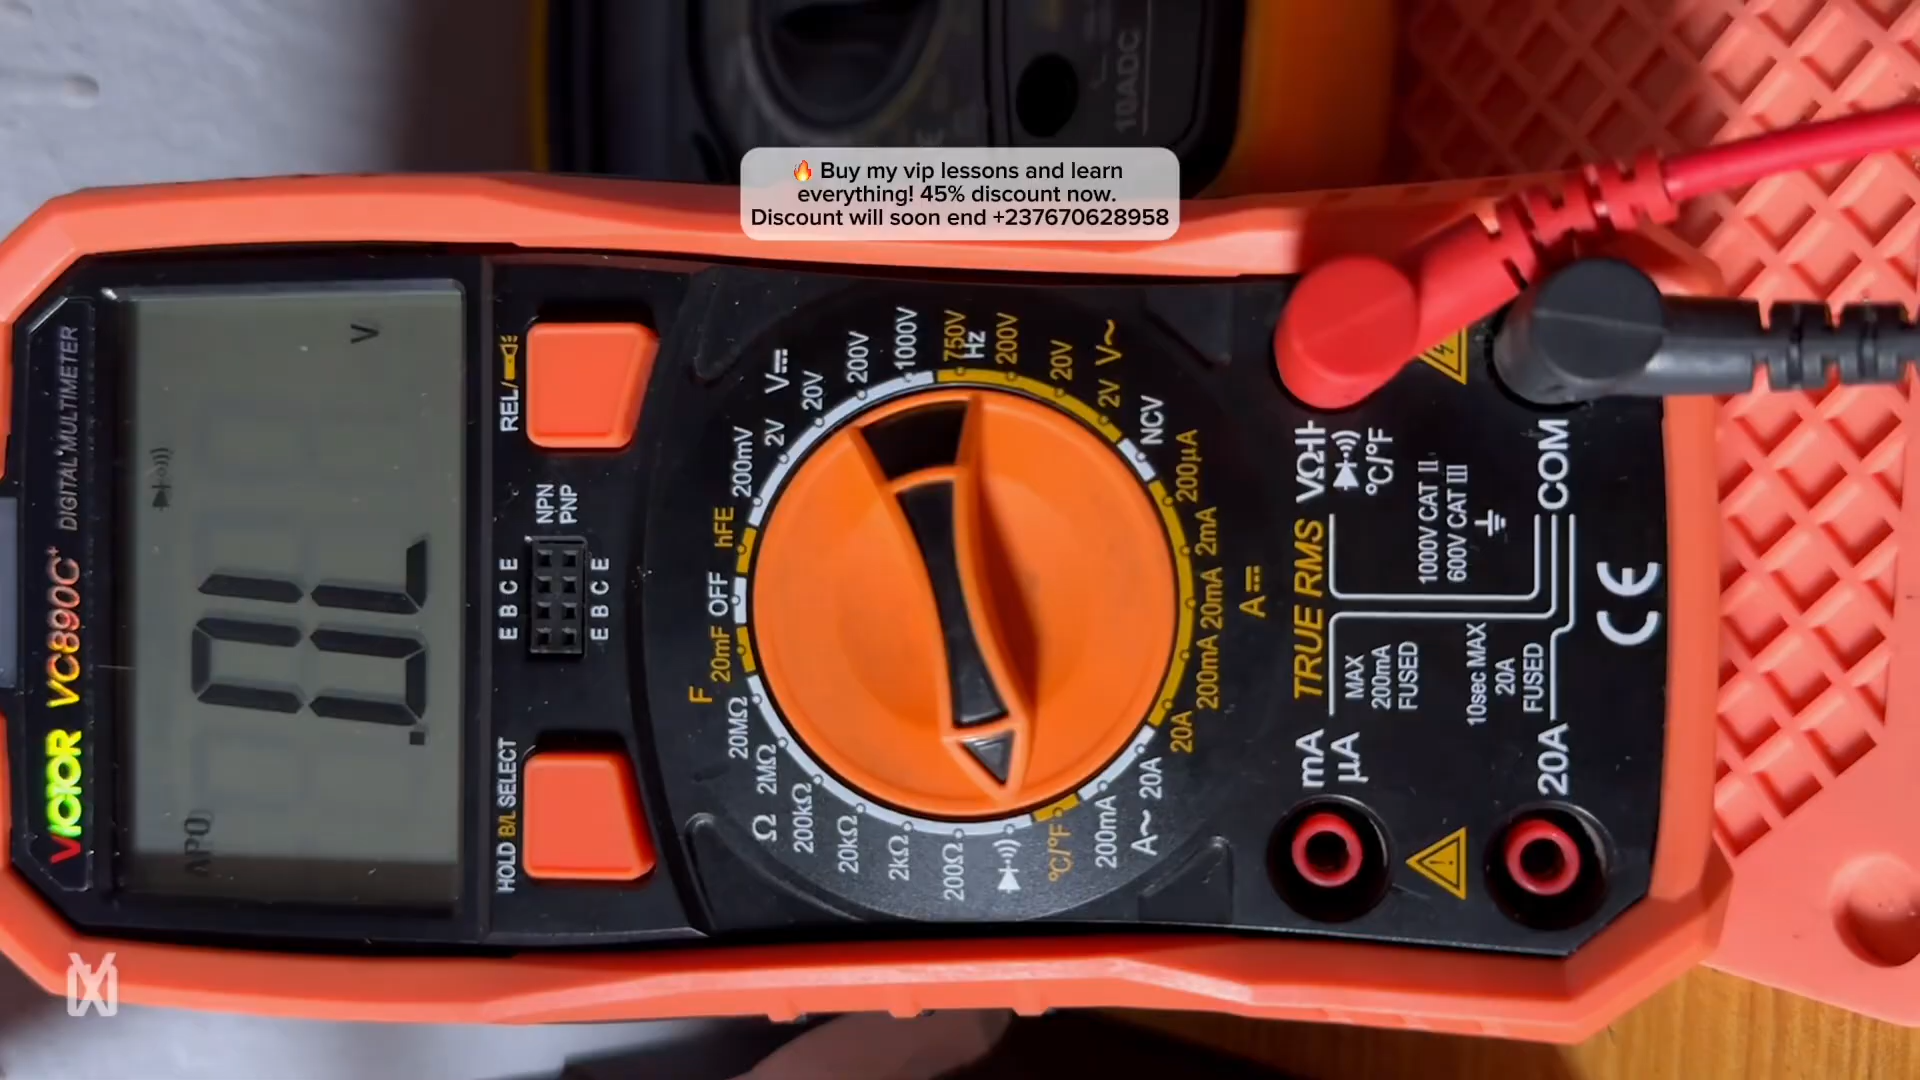 🔥 Buy my vip lessons and learn
everything! 45% discount now.
Discount will soon end +237670628958
10ADC
VICTOR VC890C+ DIGITAL MULTIMETER
APO
V
0.L
REL/
HOLD B/L SELECT
NPN
PNP
E B C E
E B C E
OFF
hFE
200mV
2V
V
20V
200V
1000V
750V
Hz
200V
20V
2V
V~
NCV
200μA
2mA
20mA
A
200mA
20A
20A
A~
200mA
°C/°F
200Ω
2kΩ
20kΩ
200kΩ
Ω
2MΩ
20MΩ
F
20mF
TRUE RMS
VΩ
°C/°F
1000V CAT II
600V CAT III
COM
MAX
200mA
FUSED
10sec MAX
20A
FUSED
mA
μA
20A
CE